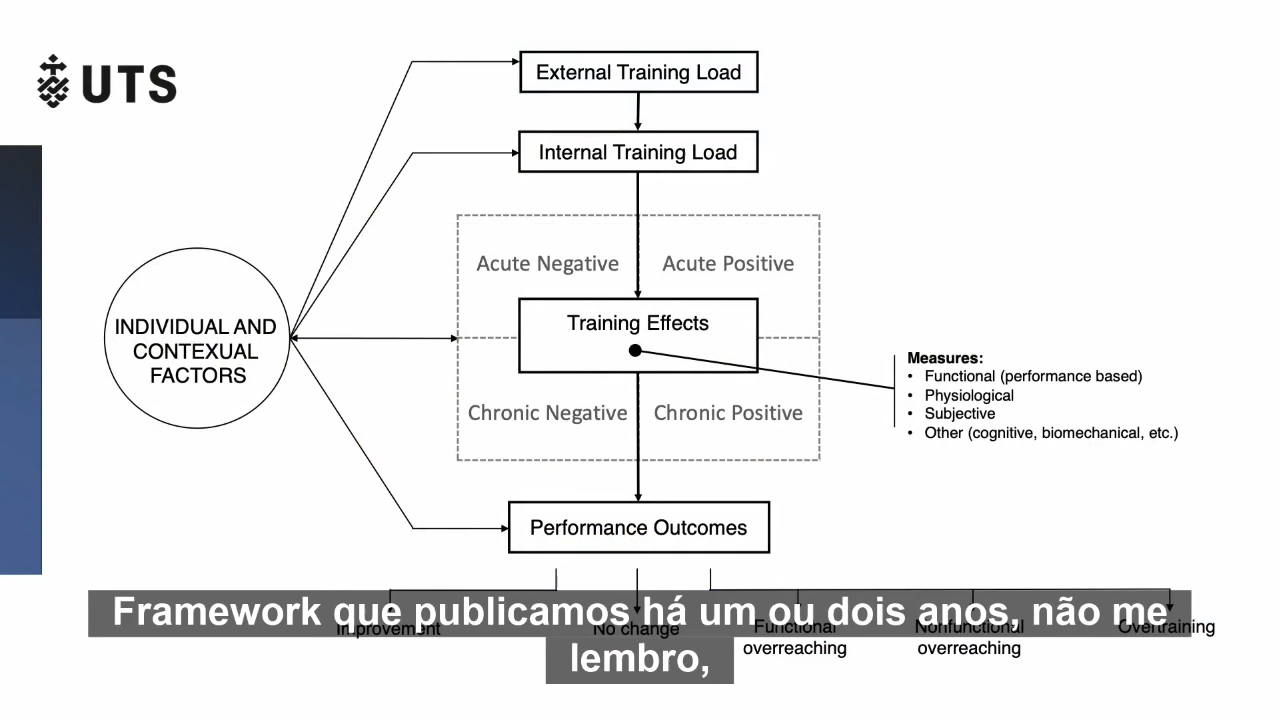 UTS
External Training Load
Internal Training Load
Acute Negative
Acute Positive
INDIVIDUAL AND
CONTEXUAL
FACTORS
Training Effects
Measures:
• Functional (performance based)
• Physiological
• Subjective
• Other (cognitive, biomechanical, etc.)
Chronic Negative
Chronic Positive
Performance Outcomes
Improvement
No change
Functional
overreaching
Nonfunctional
overreaching
Overtraining
Framework que publicamos há um ou dois anos, não me
lembro,